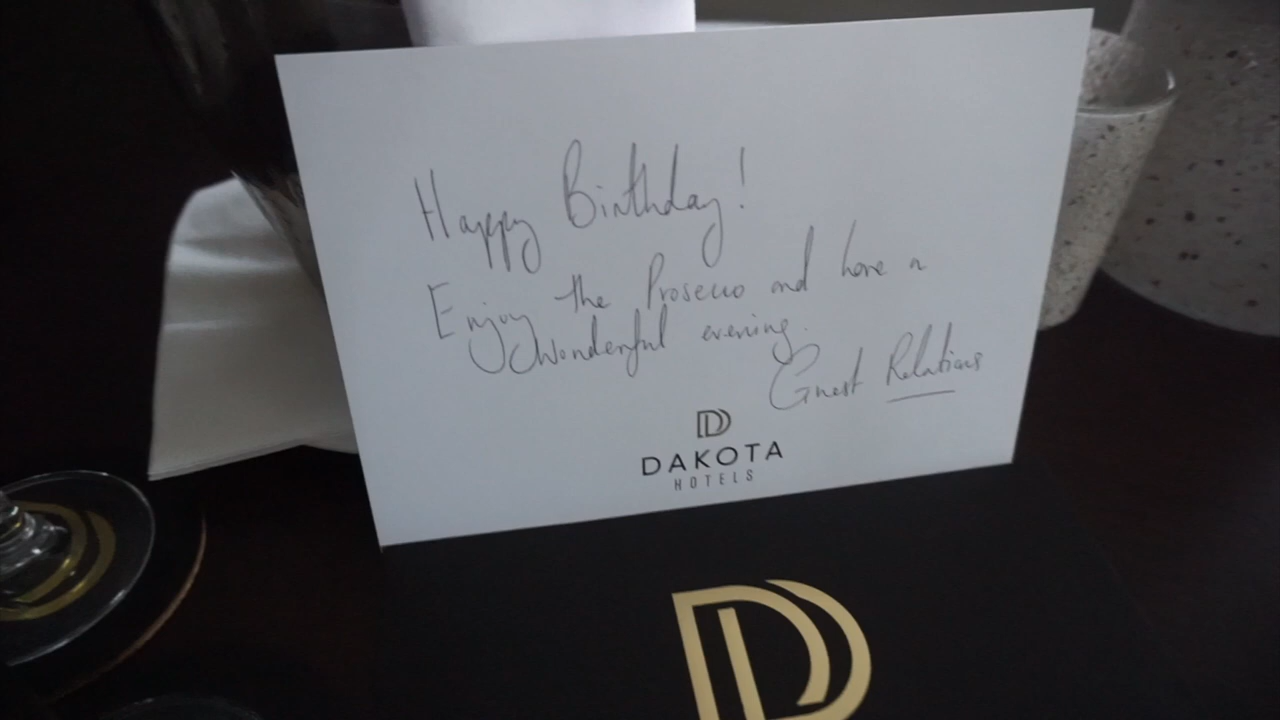 Happy Birthday!
Enjoy the Prosecco and have a
wonderful evening.
Guest Relations
D
DAKOTA
HOTELS
D